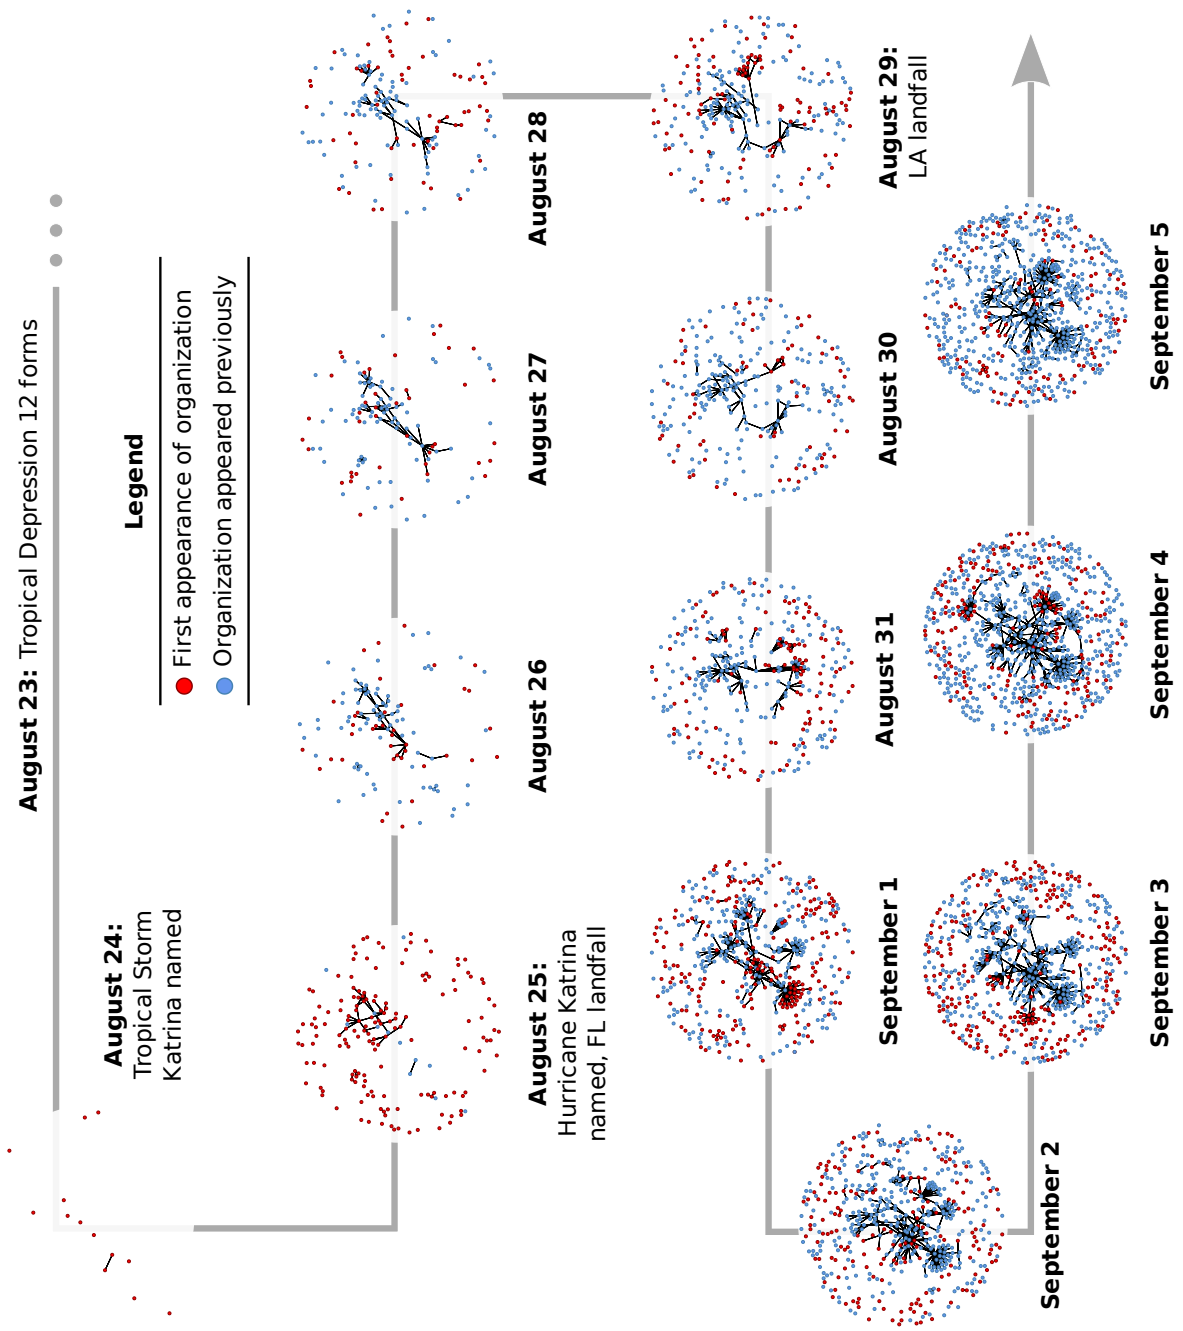 August 23: Tropical Depression 12 forms
Legend
First appearance of organization
Organization appeared previously
August 24:
Tropical Storm
Katrina named
August 25:
Hurricane Katrina
named, FL landfall
August 26
August 27
August 28
August 29:
LA landfall
August 30
August 31
September 1
September 2
September 3
September 4
September 5